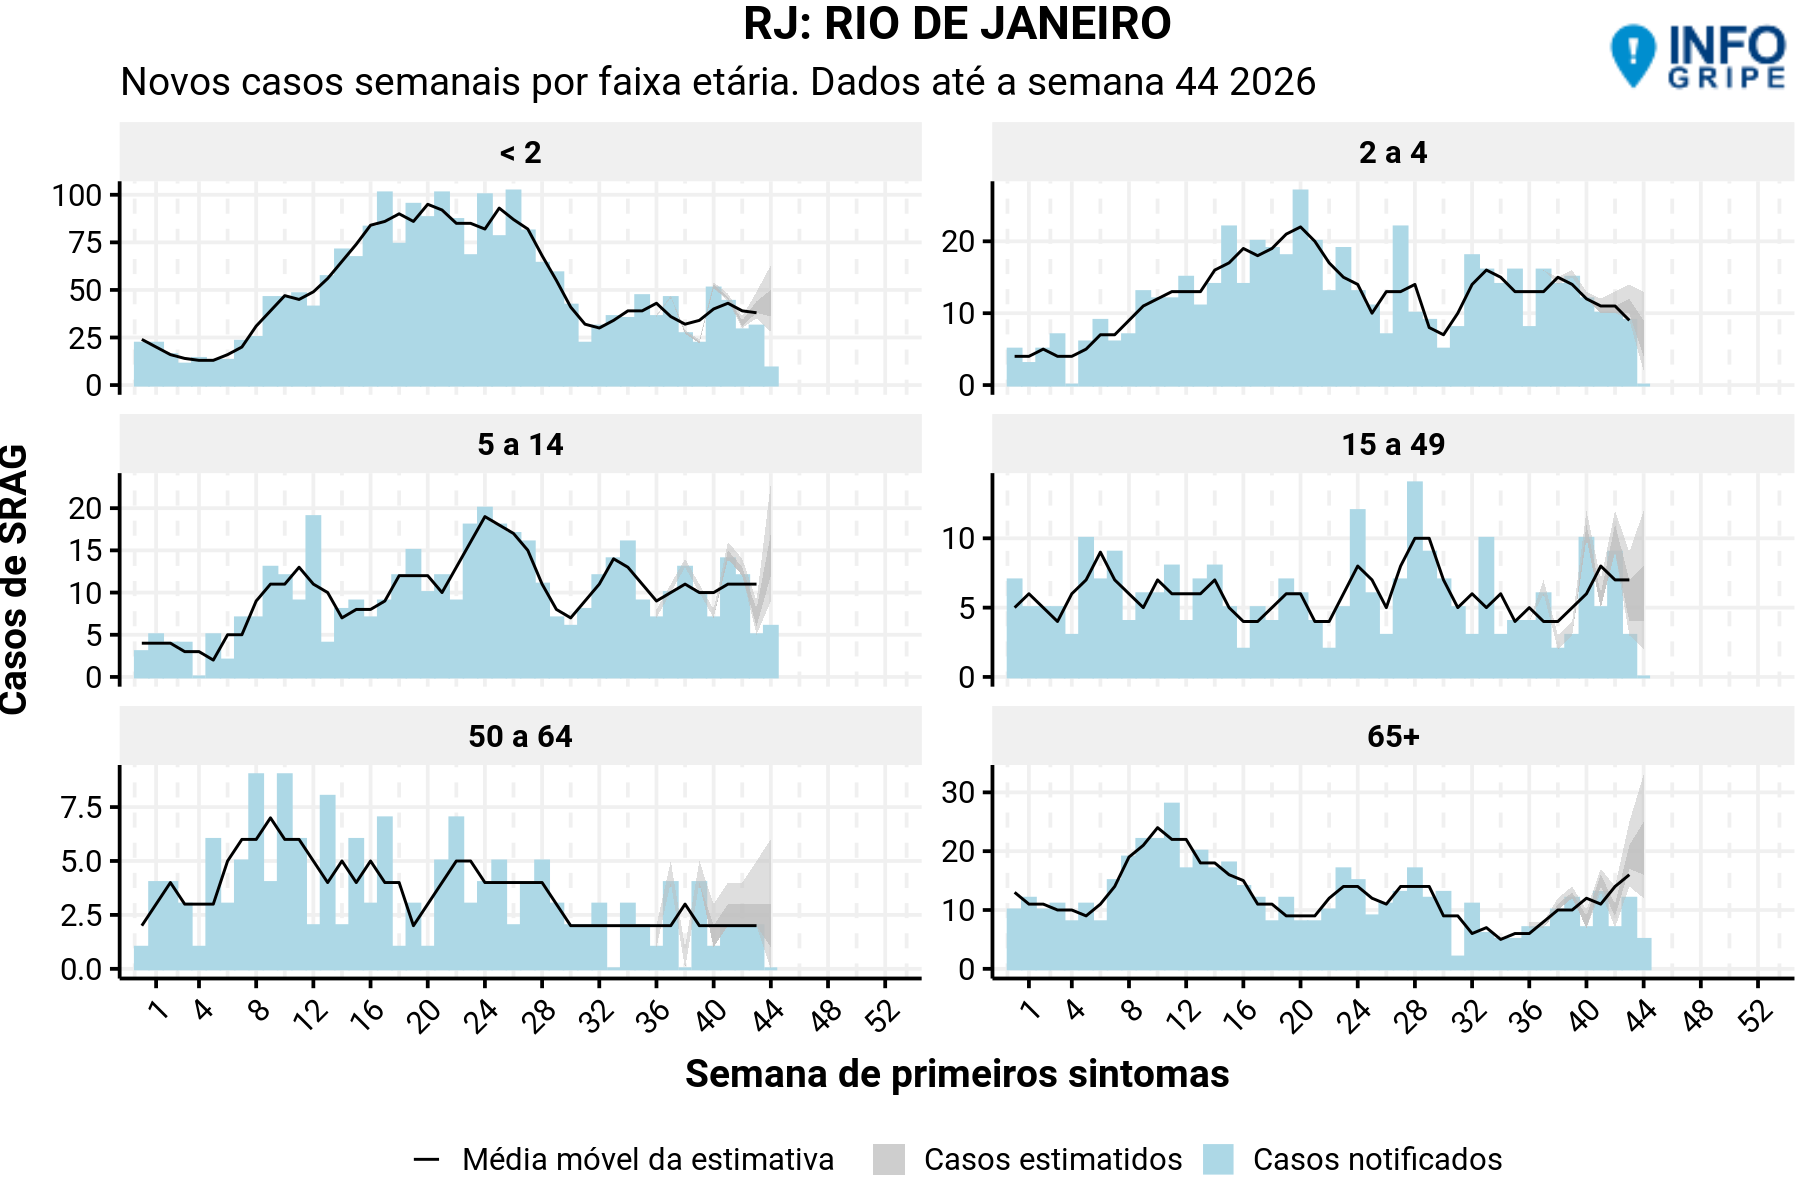 RJ: RIO DE JANEIRO
INFO
GRIPE
Novos casos semanais por faixa etária. Dados até a semana 44 2026
< 2
2 a 4
100
75
50
25
0
20
10
0
5 a 14
15 a 49
20
15
10
5
0
10
5
0
Casos de SRAG
50 a 64
65+
7.5
5.0
2.5
0.0
30
20
10
0
1 4 8 12 16 20 24 28 32 36 40 44 48 52
1 4 8 12 16 20 24 28 32 36 40 44 48 52
Semana de primeiros sintomas
Média móvel da estimativa Casos estimatidos Casos notificados